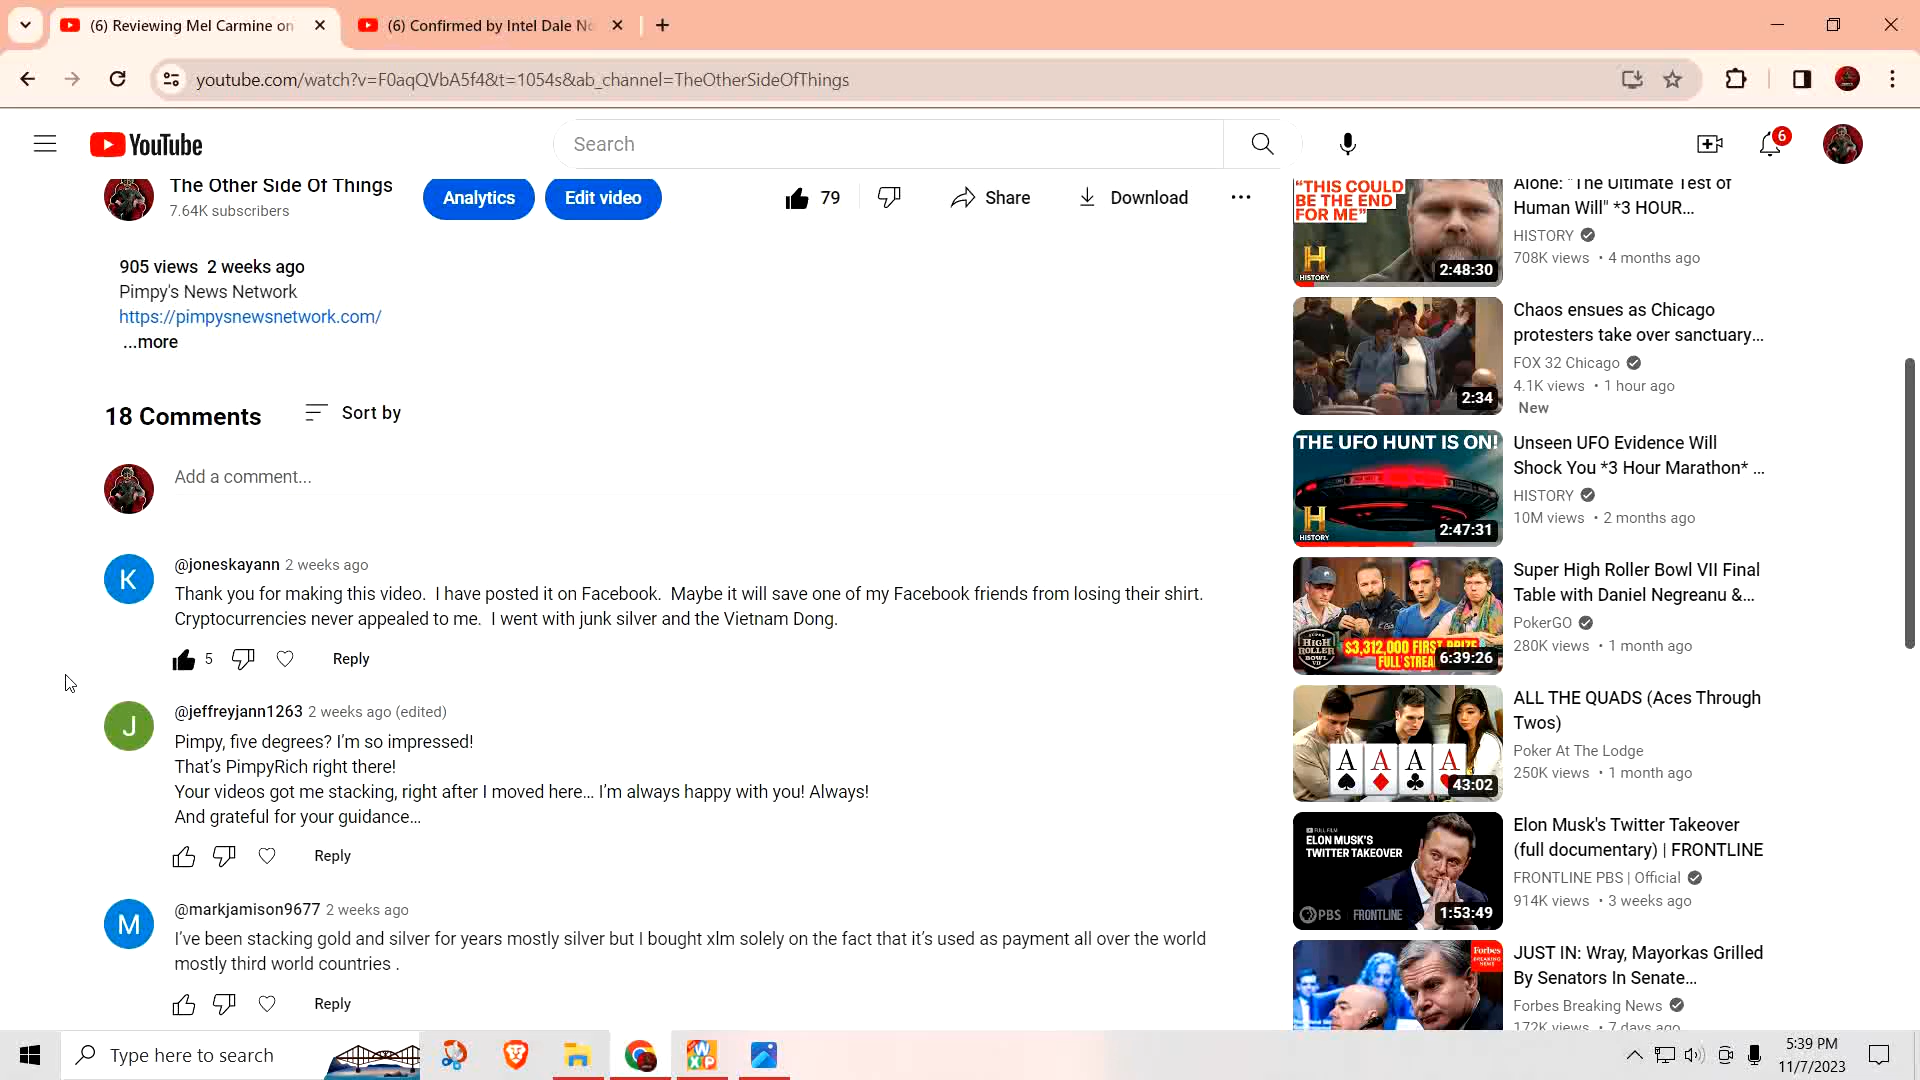 (6) Reviewing Mel Carmine on
(6) Confirmed by Intel Dale No
youtube.com/watch?v=F0aqQVbA5f4&t=1054s&ab_channel=TheOtherSideOfThings
YouTube
Search
6
The Other Side Of Things
7.64K subscribers
Analytics
Edit video
79
Share
Download
905 views 2 weeks ago
Pimpy's News Network
https://pimpysnewsnetwork.com/
...more
18 Comments
Sort by
Add a comment...
K
@joneskayann 2 weeks ago
Thank you for making this video. I have posted it on Facebook. Maybe it will save one of my Facebook friends from losing their shirt.
Cryptocurrencies never appealed to me. I went with junk silver and the Vietnam Dong.
5
Reply
J
@jeffreyjann1263 2 weeks ago (edited)
Pimpy, five degrees? I'm so impressed!
That's PimpyRich right there!
Your videos got me stacking, right after I moved here... I'm always happy with you! Always!
And grateful for your guidance...
Reply
M
@markjamison9677 2 weeks ago
I've been stacking gold and silver for years mostly silver but I bought xlm solely on the fact that it's used as payment all over the world
mostly third world countries .
Reply
"THIS COULD
BE THE END
FOR ME"
H
HISTORY
2:48:30
Alone: "The Ultimate Test of
Human Will" *3 HOUR...
HISTORY
708K views • 4 months ago
2:34
Chaos ensues as Chicago
protesters take over sanctuary...
FOX 32 Chicago
4.1K views • 1 hour ago
New
THE UFO HUNT IS ON!
H
HISTORY
2:47:31
Unseen UFO Evidence Will
Shock You *3 Hour Marathon* ...
HISTORY
10M views • 2 months ago
SUPER
HIGH
ROLLER
BOWL
VII
$3,312,000 FIRST PRIZE
FULL STREA
6:39:26
Super High Roller Bowl VII Final
Table with Daniel Negreanu &...
PokerGO
280K views • 1 month ago
A A A A
43:02
ALL THE QUADS (Aces Through
Twos)
Poker At The Lodge
250K views • 1 month ago
FULL FILM
ELON MUSK'S
TWITTER TAKEOVER
PBS FRONTLINE
1:53:49
Elon Musk's Twitter Takeover
(full documentary) | FRONTLINE
FRONTLINE PBS | Official
914K views • 3 weeks ago
Forbes
BREAKING
NEWS
JUST IN: Wray, Mayorkas Grilled
By Senators In Senate...
Forbes Breaking News
172K views • 7 days ago
Type here to search
W
XP
5:39 PM
11/7/2023